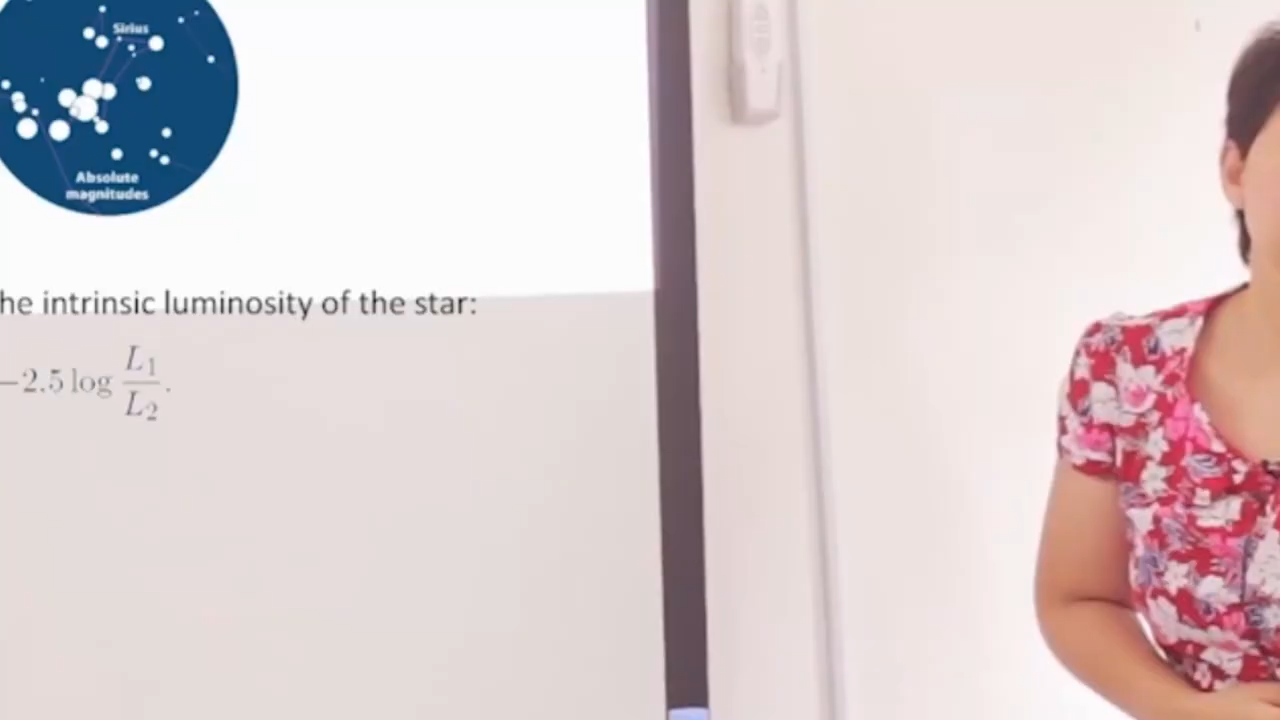 Sirius
Absolute
magnitudes
he intrinsic luminosity of the star:
−2.5 log L₁/L₂.